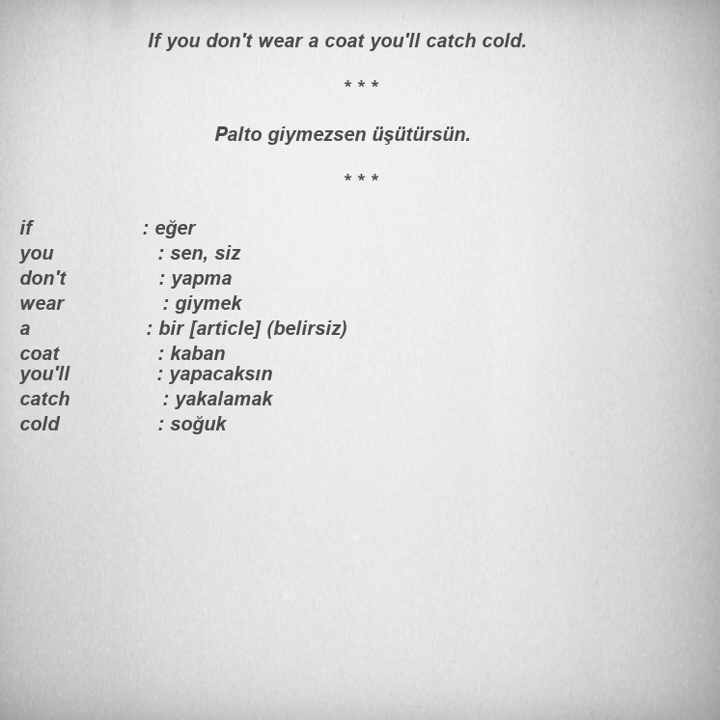 If you don't wear a coat you'll catch cold.
* * *
Palto giymezsen üşütürsün.
* * *
if : eğer
you : sen, siz
don't : yapma
wear : giymek
a : bir [article] (belirsiz)
coat : kaban
you'll : yapacaksın
catch : yakalamak
cold : soğuk